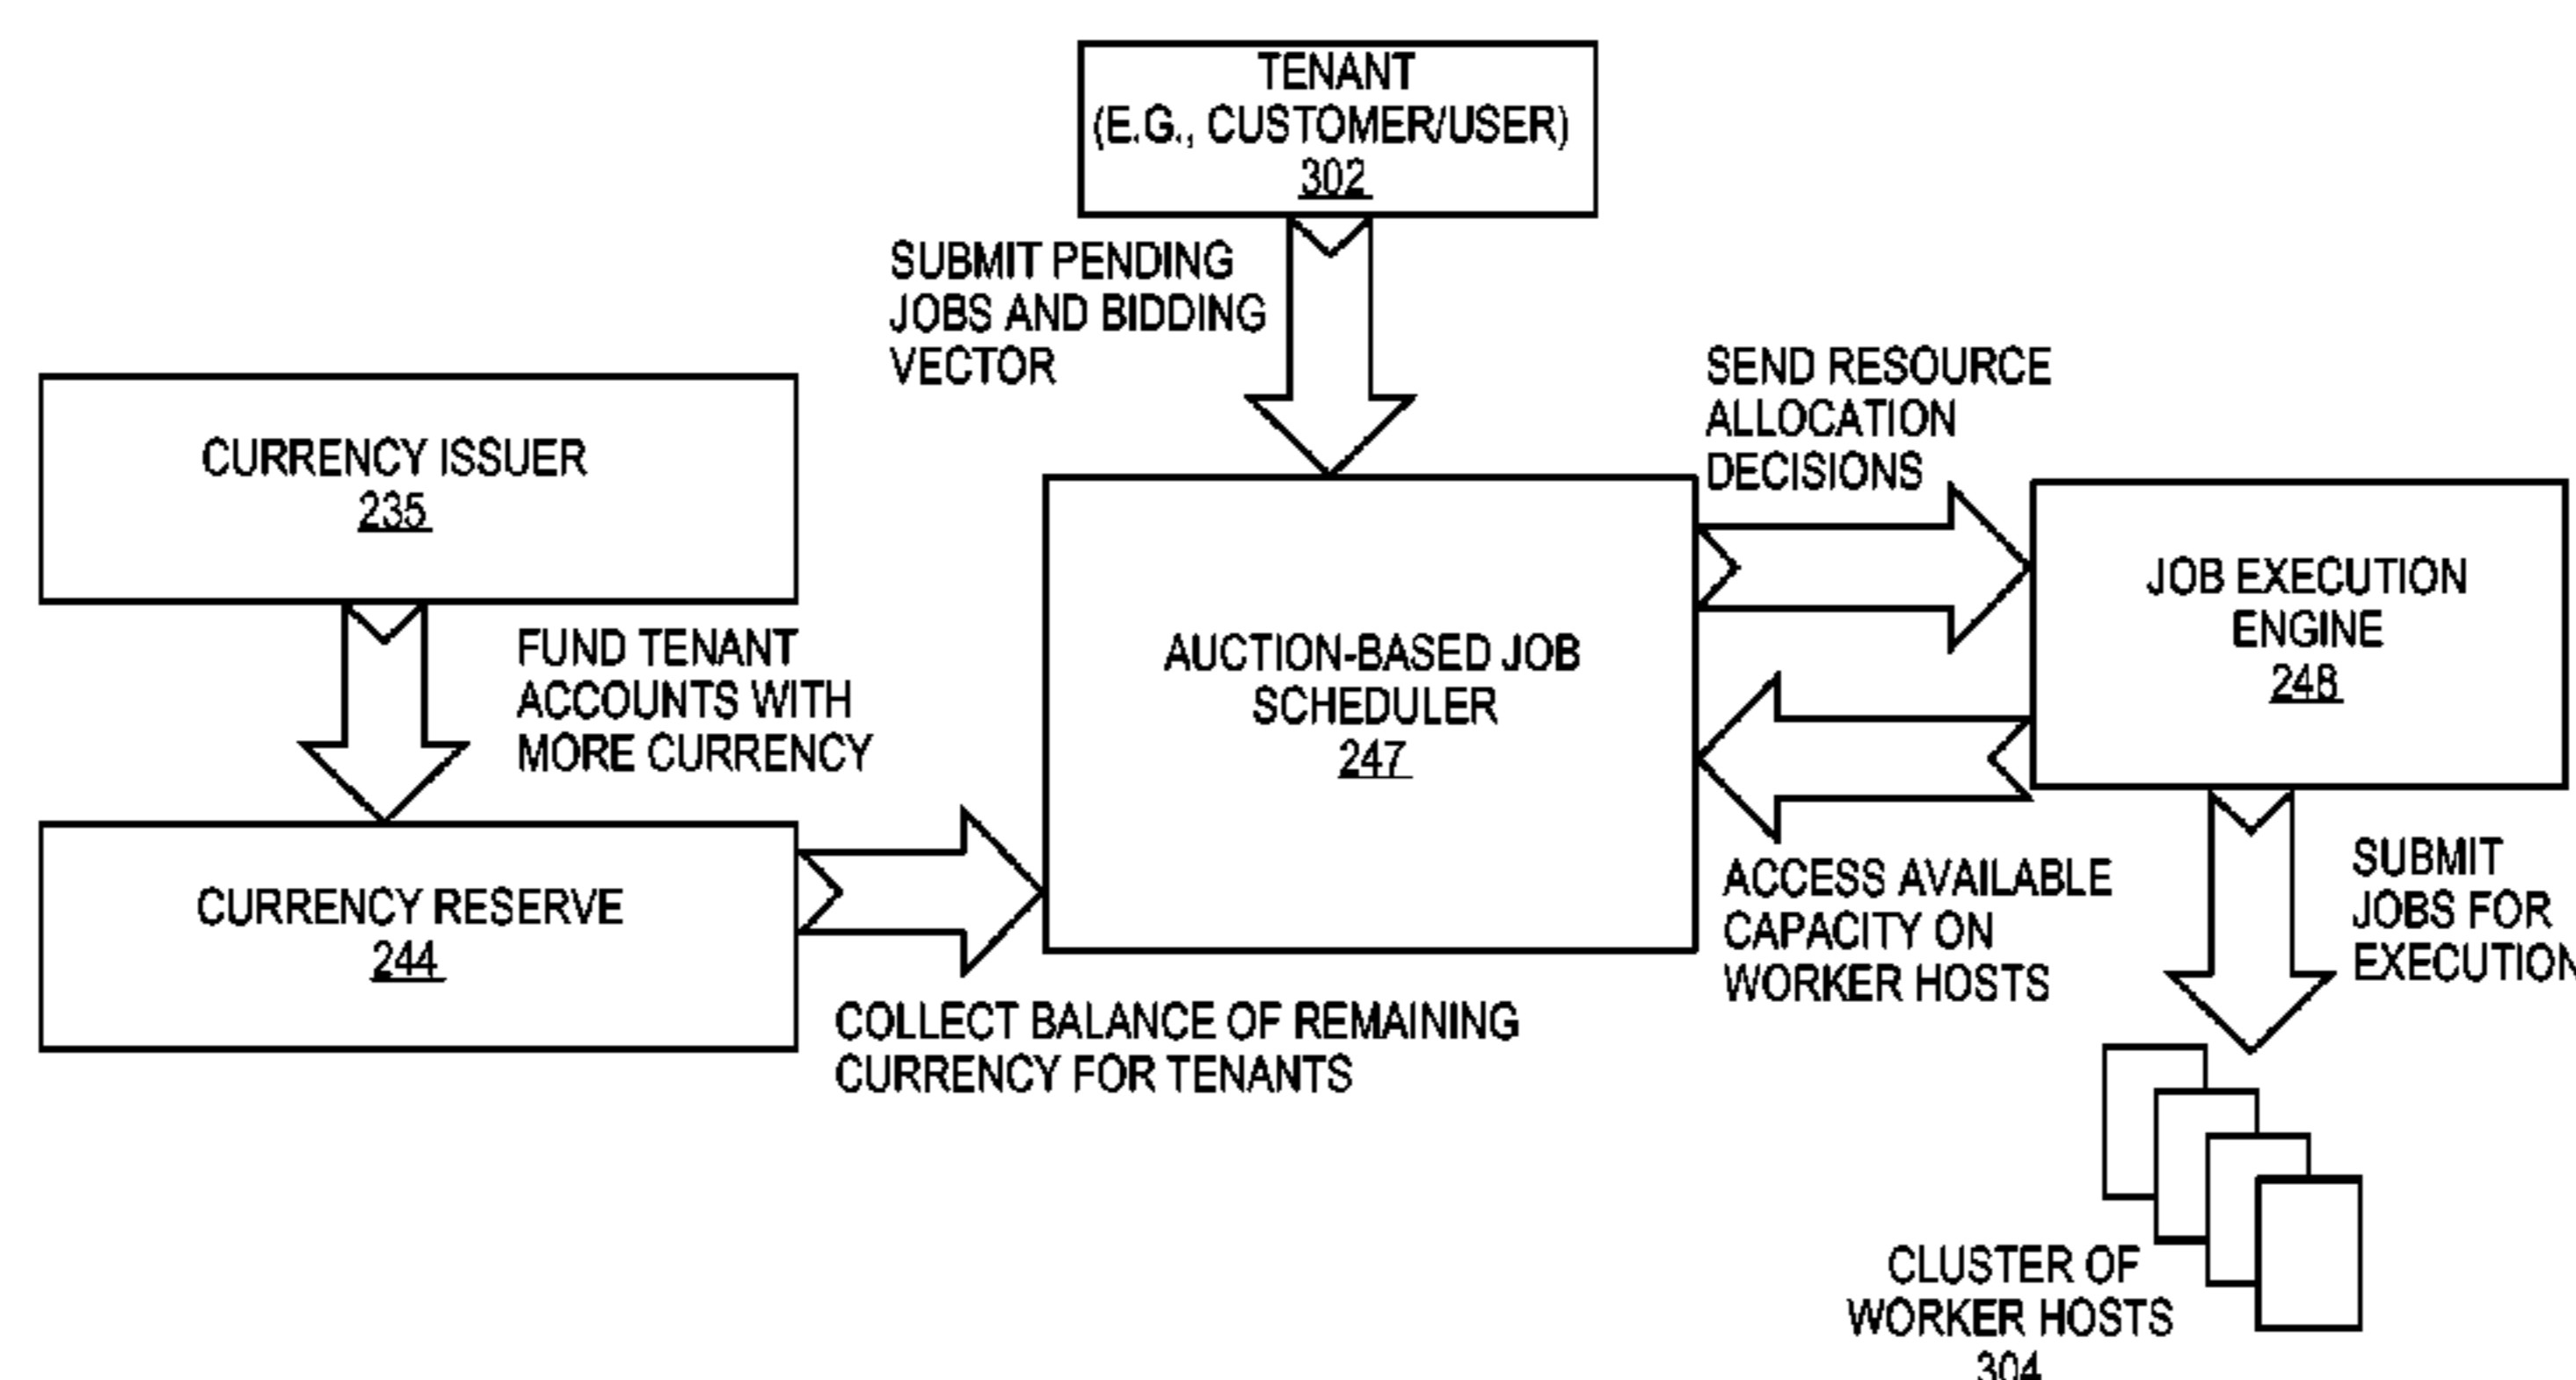 TENANT
(E.G., CUSTOMER/USER)
302
SUBMIT PENDING
JOBS AND BIDDING
VECTOR
SEND RESOURCE
ALLOCATION
DECISIONS
CURRENCY ISSUER
235
FUND TENANT
ACCOUNTS WITH
MORE CURRENCY
AUCTION-BASED JOB
SCHEDULER
247
JOB EXECUTION
ENGINE
248
CURRENCY RESERVE
244
COLLECT BALANCE OF REMAINING
CURRENCY FOR TENANTS
ACCESS AVAILABLE
CAPACITY ON
WORKER HOSTS
SUBMIT
JOBS FOR
EXECUTION
CLUSTER OF
WORKER HOSTS
304